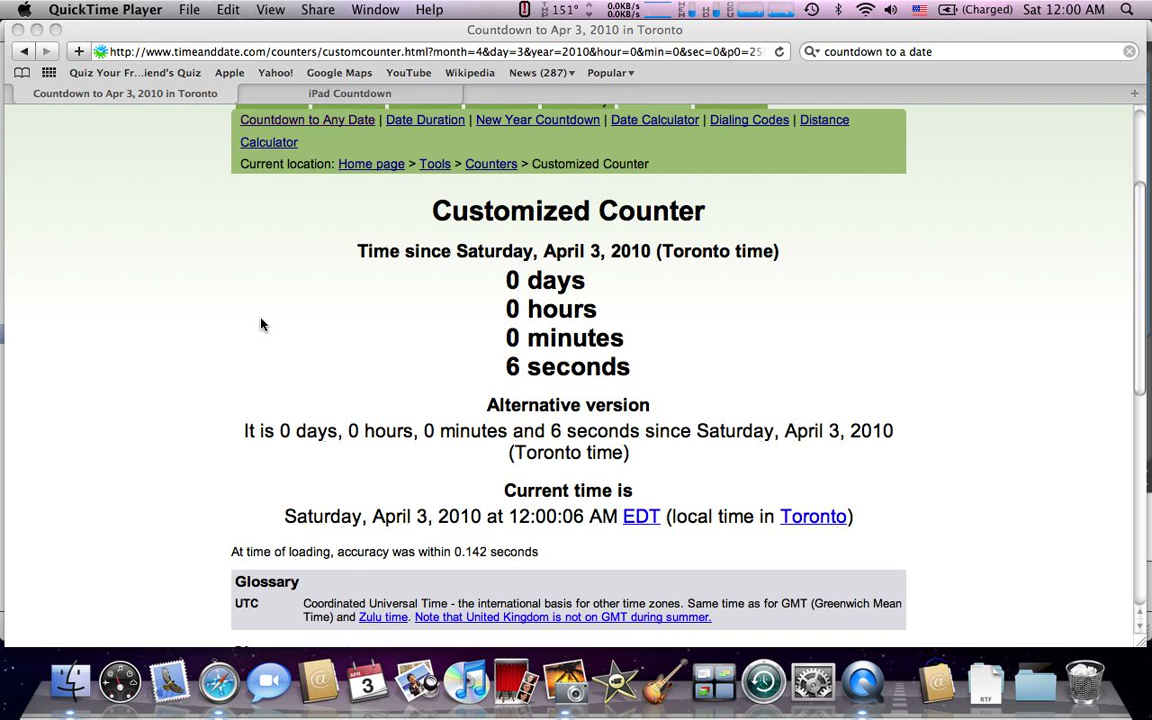 QuickTime Player File Edit View Share Window Help 151° 0.0KB/s 0.0KB/s (Charged) Sat 12:00 AM
Countdown to Apr 3, 2010 in Toronto
http://www.timeanddate.com/counters/customcounter.html?month=4&day=3&year=2010&hour=0&min=0&sec=0&p0=25 countdown to a date
Quiz Your Fr...iend's Quiz Apple Yahoo! Google Maps YouTube Wikipedia News (287)▾ Popular▾
Countdown to Apr 3, 2010 in Toronto iPad Countdown
Countdown to Any Date | Date Duration | New Year Countdown | Date Calculator | Dialing Codes | Distance
Calculator
Current location: Home page > Tools > Counters > Customized Counter
Customized Counter
Time since Saturday, April 3, 2010 (Toronto time)
0 days
0 hours
0 minutes
6 seconds
Alternative version
It is 0 days, 0 hours, 0 minutes and 6 seconds since Saturday, April 3, 2010
(Toronto time)
Current time is
Saturday, April 3, 2010 at 12:00:06 AM EDT (local time in Toronto)
At time of loading, accuracy was within 0.142 seconds
Glossary
UTC Coordinated Universal Time - the international basis for other time zones. Same time as for GMT (Greenwich Mean
Time) and Zulu time. Note that United Kingdom is not on GMT during summer.
APR
3
RTF